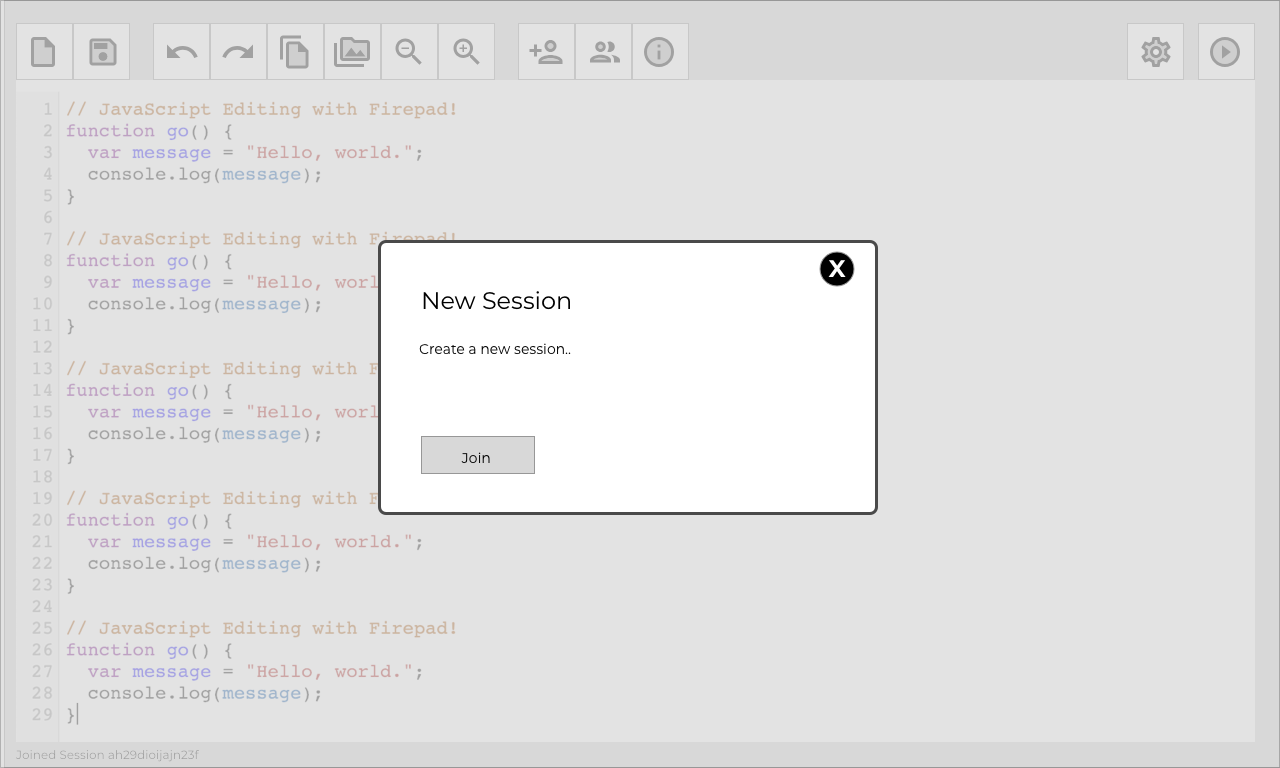 1 // JavaScript Editing with Firepad!
2 function go() {
3   var message = "Hello, world.";
4   console.log(message);
5 }
6
7 // JavaScript Editing with Firepad!
8 function go() {
9   var message = "Hello, worl
10   console.log(message);
11 }
12
13 // JavaScript Editing with F
14 function go() {
15   var message = "Hello, worl
16   console.log(message);
17 }
18
19 // JavaScript Editing with F
20 function go() {
21   var message = "Hello, world.";
22   console.log(message);
23 }
24
25 // JavaScript Editing with Firepad!
26 function go() {
27   var message = "Hello, world.";
28   console.log(message);
29 }
X
New Session
Create a new session..
Join
Joined Session ah29dioijajn23f